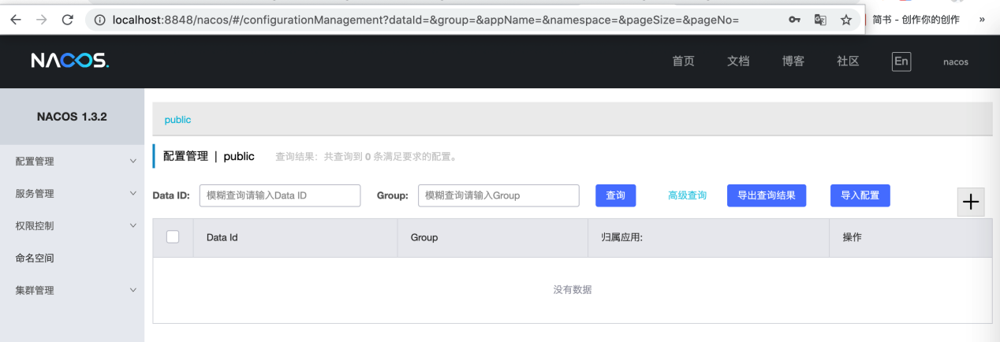 localhost:8848/nacos/#/configurationManagement?dataId=&group=&appName=&namespace=&pageSize=&pageNo=
简书 - 创作你的创作 »
NACOS.
首页 文档 博客 社区 En nacos
NACOS 1.3.2
配置管理
服务管理
权限控制
命名空间
集群管理
public
配置管理 | public 查询结果：共查询到 0 条满足要求的配置。
Data ID: 模糊查询请输入Data ID Group: 模糊查询请输入Group 查询 高级查询 导出查询结果 导入配置
Data Id Group 归属应用: 操作
没有数据